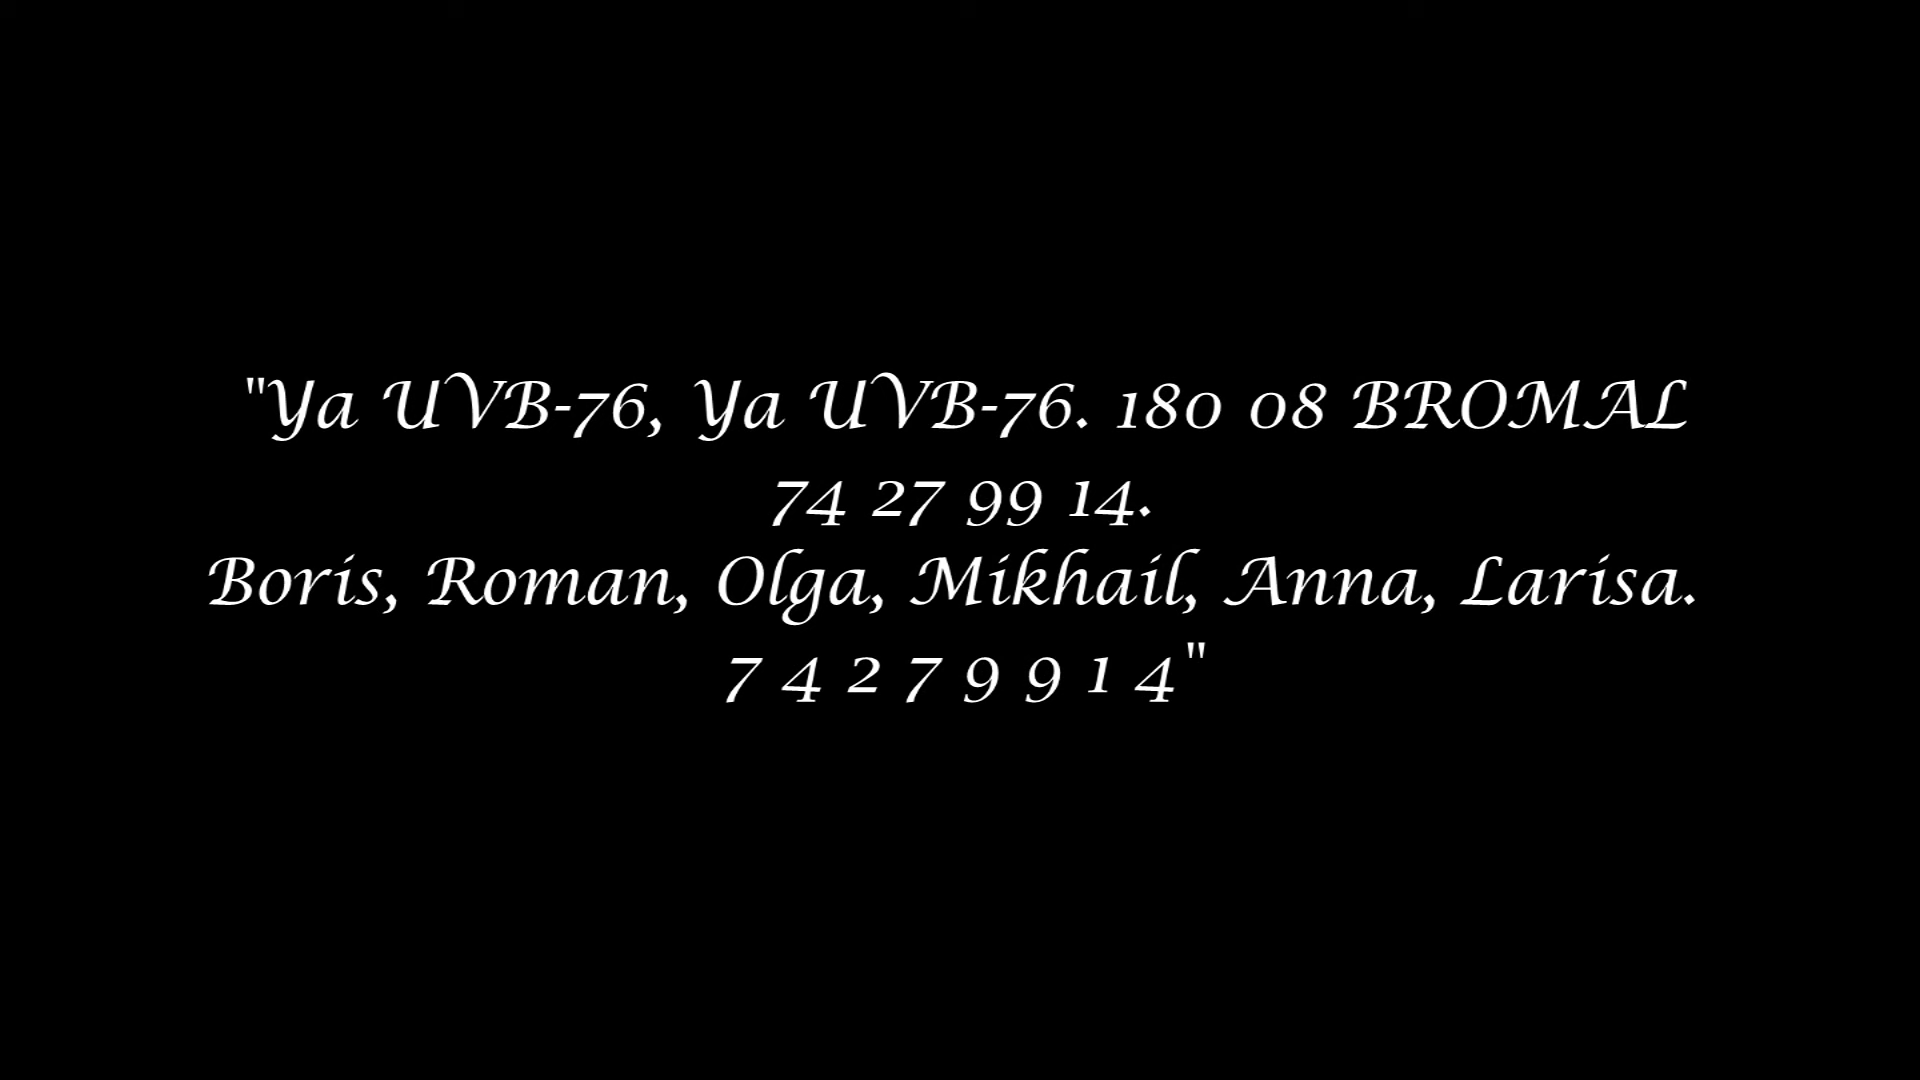 "Ya UVB-76, Ya UVB-76. 180 08 BROMAL
74 27 99 14.
Boris, Roman, Olga, Mikhail, Anna, Larisa.
7 4 2 7 9 9 1 4"